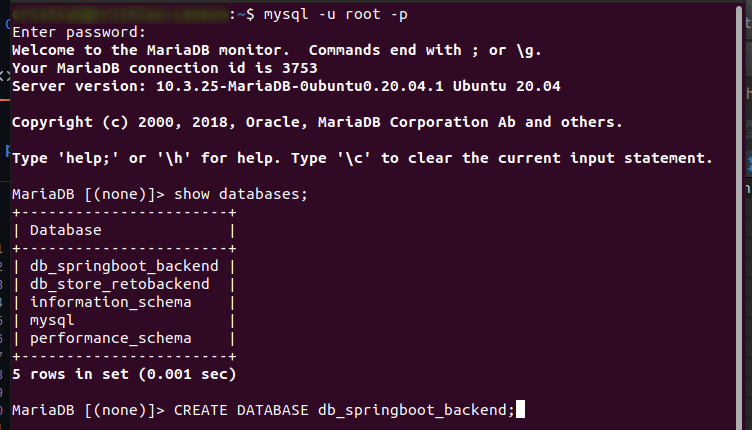 :~$ mysql -u root -p
Enter password:
Welcome to the MariaDB monitor.  Commands end with ; or \g.
Your MariaDB connection id is 3753
Server version: 10.3.25-MariaDB-0ubuntu0.20.04.1 Ubuntu 20.04
Copyright (c) 2000, 2018, Oracle, MariaDB Corporation Ab and others.
Type 'help;' or '\h' for help. Type '\c' to clear the current input statement.
MariaDB [(none)]> show databases;
+------------------------+
| Database               |
+------------------------+
| db_springboot_backend  |
| db_store_retobackend   |
| information_schema     |
| mysql                  |
| performance_schema     |
+------------------------+
5 rows in set (0.001 sec)
MariaDB [(none)]> CREATE DATABASE db_springboot_backend;